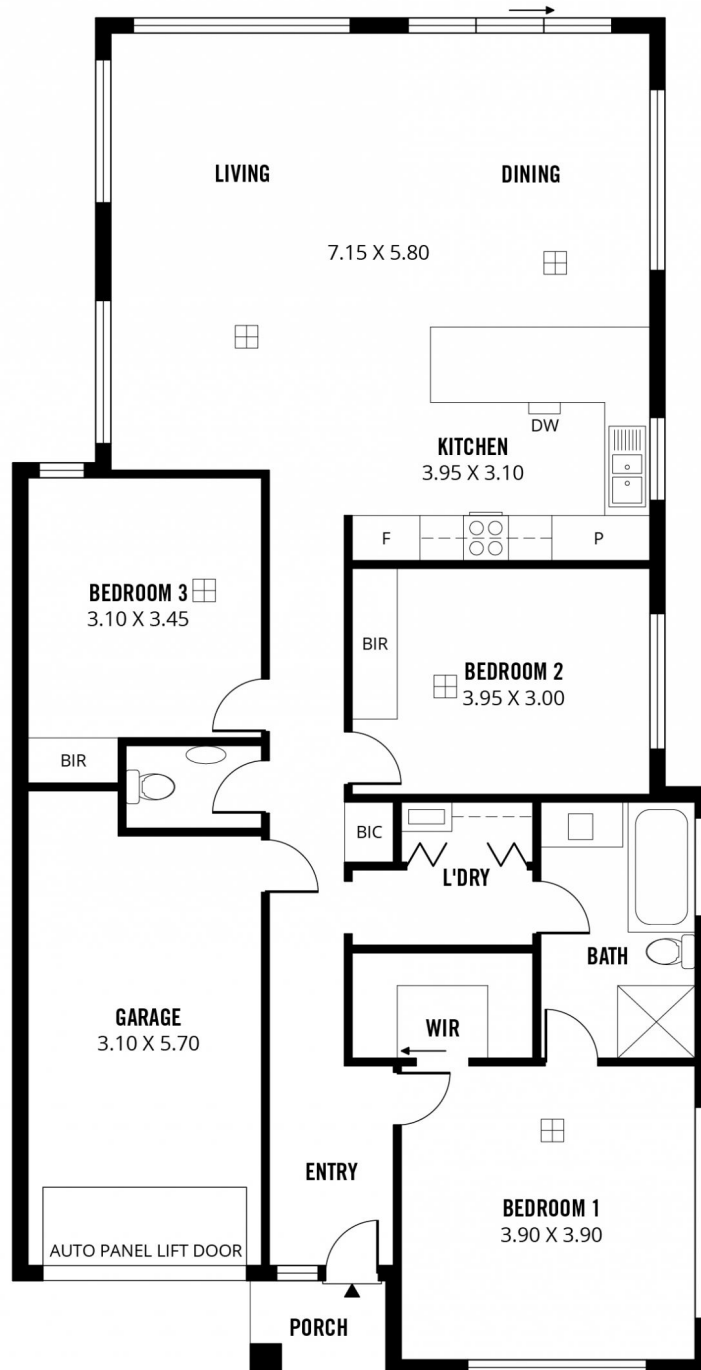 LIVING
DINING
7.15 X 5.80
DW
KITCHEN
3.95 X 3.10
F
P
BEDROOM 3
3.10 X 3.45
BIR
BEDROOM 2
3.95 X 3.00
BIR
BIC
L'DRY
BATH
GARAGE
3.10 X 5.70
WIR
ENTRY
BEDROOM 1
3.90 X 3.90
AUTO PANEL LIFT DOOR
PORCH